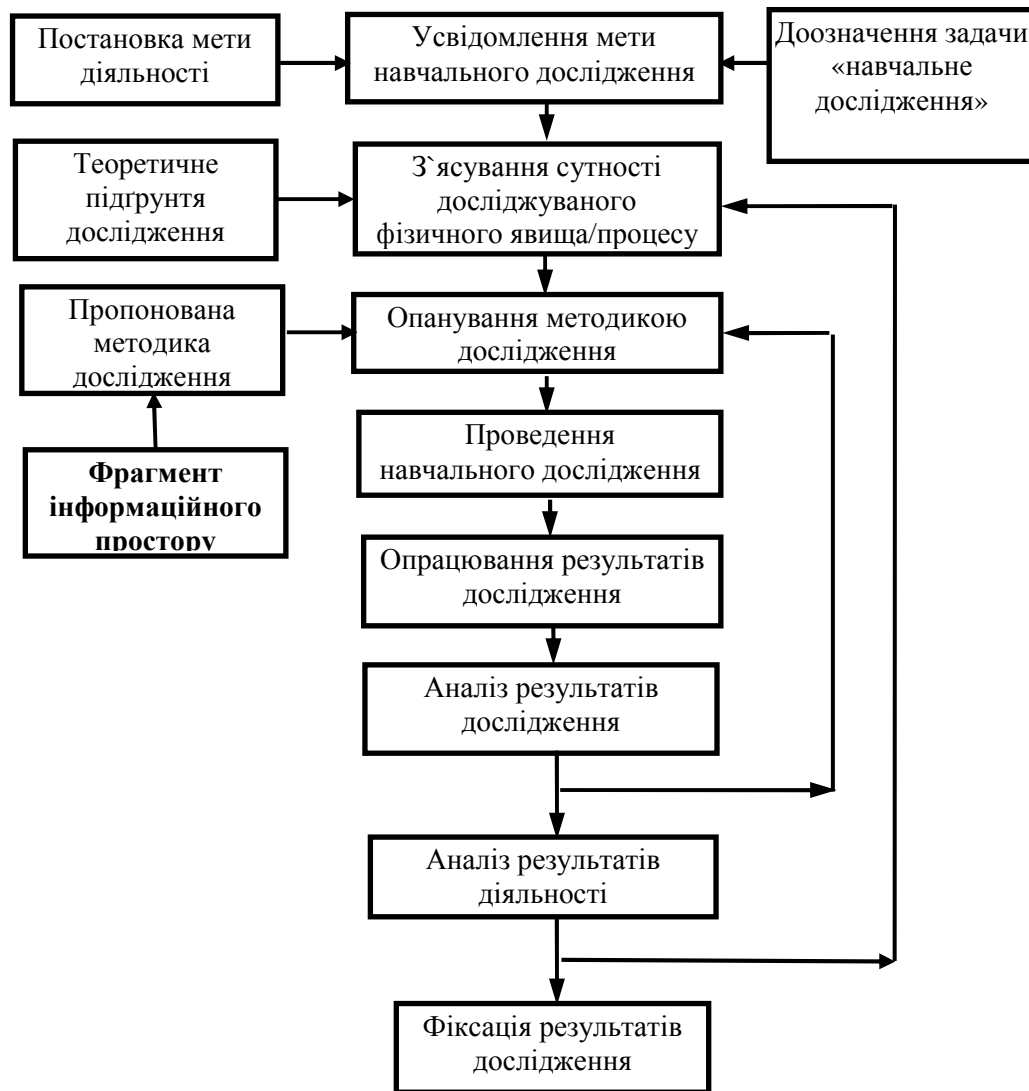 Постановка мети
діяльності
Усвідомлення мети
навчального дослідження
Доозначення задачи
«навчальне
дослідження»
Теоретичне
підґрунтя
дослідження
З`ясування сутності
досліджуваного
фізичного явища/процесу
Пропонована
методика
дослідження
Опанування методикою
дослідження
Фрагмент
інформаційного
простору
Проведення
навчального дослідження
Опрацювання результатів
дослідження
Аналіз результатів
дослідження
Аналіз результатів
діяльності
Фіксація результатів
дослідження